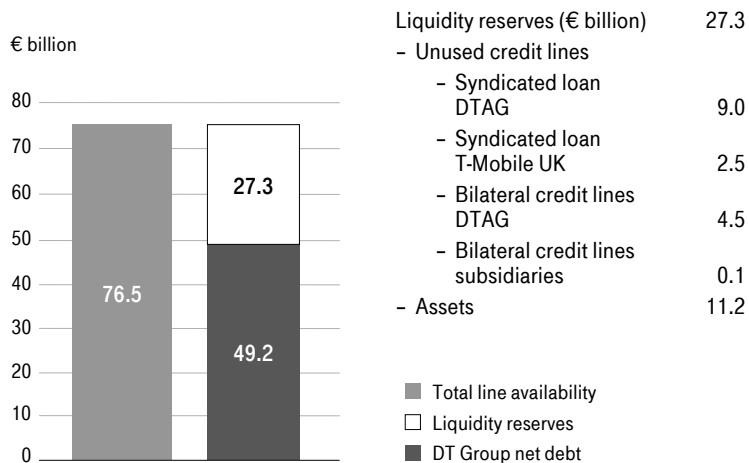 € billion
80
70
60
50
40
30
20
10
0
76.5
27.3
49.2
Liquidity reserves (€ billion) 27.3
– Unused credit lines
– Syndicated loan
DTAG 9.0
– Syndicated loan
T-Mobile UK 2.5
– Bilateral credit lines
DTAG 4.5
– Bilateral credit lines
subsidiaries 0.1
– Assets 11.2
Total line availability
Liquidity reserves
DT Group net debt